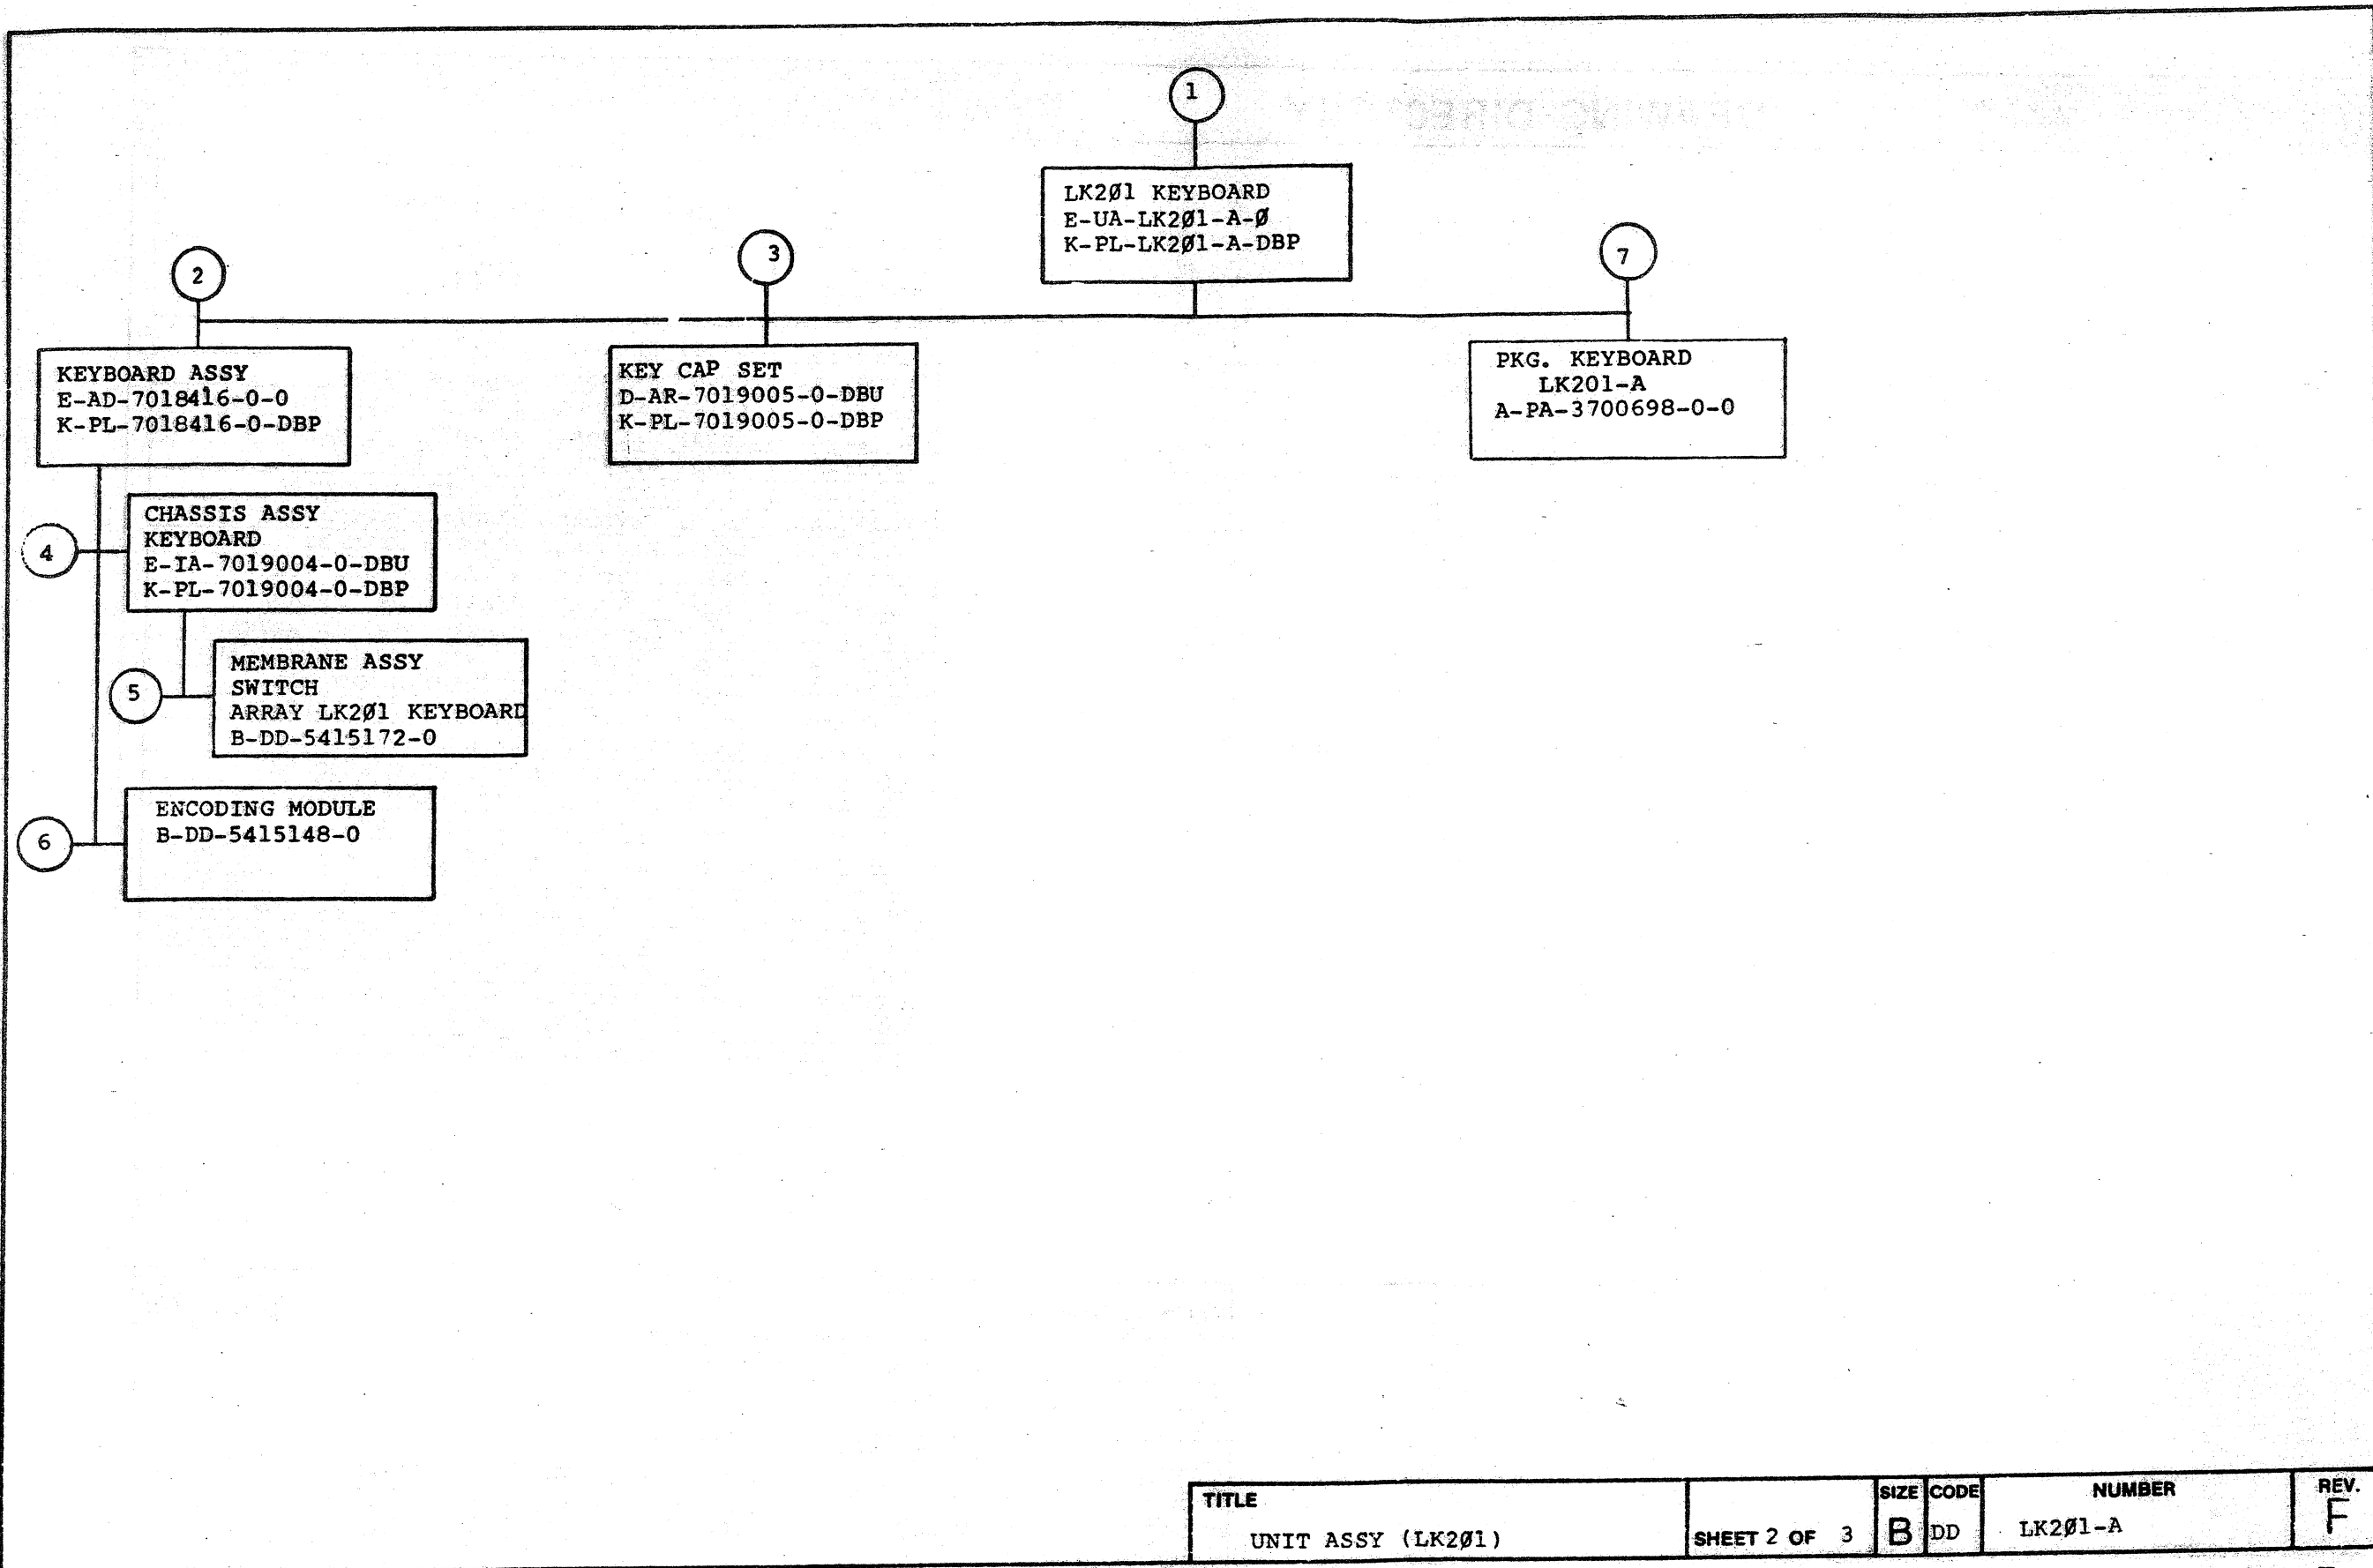 1
LK2Ø1 KEYBOARD
E-UA-LK2Ø1-A-Ø
K-PL-LK2Ø1-A-DBP
2
KEYBOARD ASSY
E-AD-7018416-0-0
K-PL-7018416-0-DBP
3
KEY CAP SET
D-AR-7019005-0-DBU
K-PL-7019005-0-DBP
7
PKG. KEYBOARD
LK201-A
A-PA-3700698-0-0
4
CHASSIS ASSY
KEYBOARD
E-IA-7019004-0-DBU
K-PL-7019004-0-DBP
5
MEMBRANE ASSY
SWITCH
ARRAY LK2Ø1 KEYBOARD
B-DD-5415172-0
6
ENCODING MODULE
B-DD-5415148-0
TITLE
UNIT ASSY (LK2Ø1)
SHEET 2 OF 3
SIZE
B
CODE
DD
NUMBER
LK2Ø1-A
REV.
F